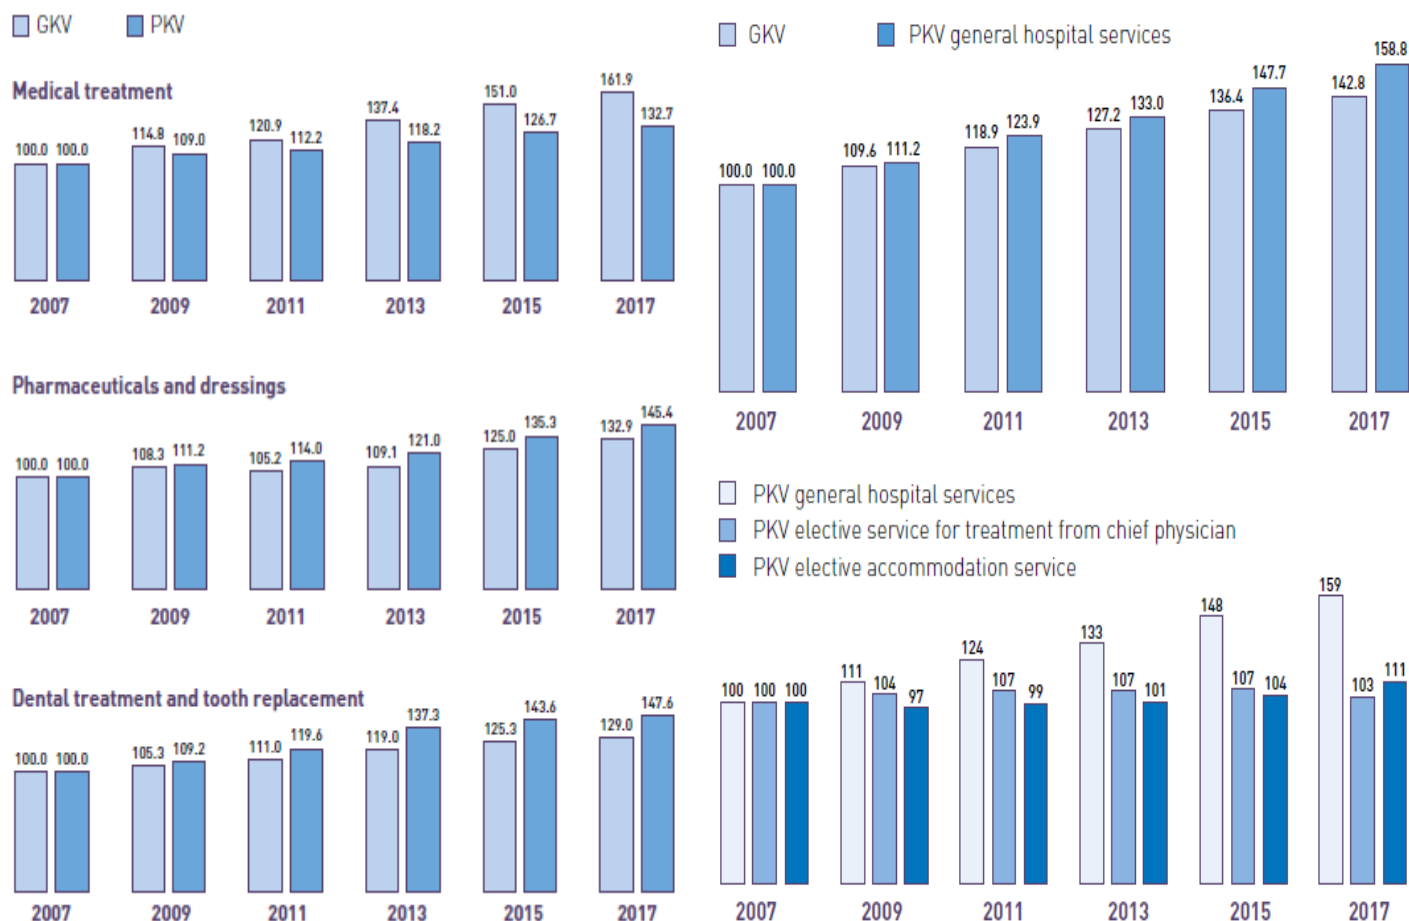 GKV PKV
Medical treatment
100.0 100.0 114.8 109.0 120.9 112.2 137.4 118.2 151.0 126.7 161.9 132.7
2007 2009 2011 2013 2015 2017
Pharmaceuticals and dressings
100.0 100.0 108.3 111.2 105.2 114.0 109.1 121.0 125.0 135.3 132.9 145.4
2007 2009 2011 2013 2015 2017
Dental treatment and tooth replacement
100.0 100.0 105.3 109.2 111.0 119.6 119.0 137.3 125.3 143.6 129.0 147.6
2007 2009 2011 2013 2015 2017
GKV PKV general hospital services
100.0 100.0 109.6 111.2 118.9 123.9 127.2 133.0 136.4 147.7 142.8 158.8
2007 2009 2011 2013 2015 2017
PKV general hospital services
PKV elective service for treatment from chief physician
PKV elective accommodation service
100 100 100 111 104 97 124 107 99 133 107 101 148 107 104 159 103 111
2007 2009 2011 2013 2015 2017